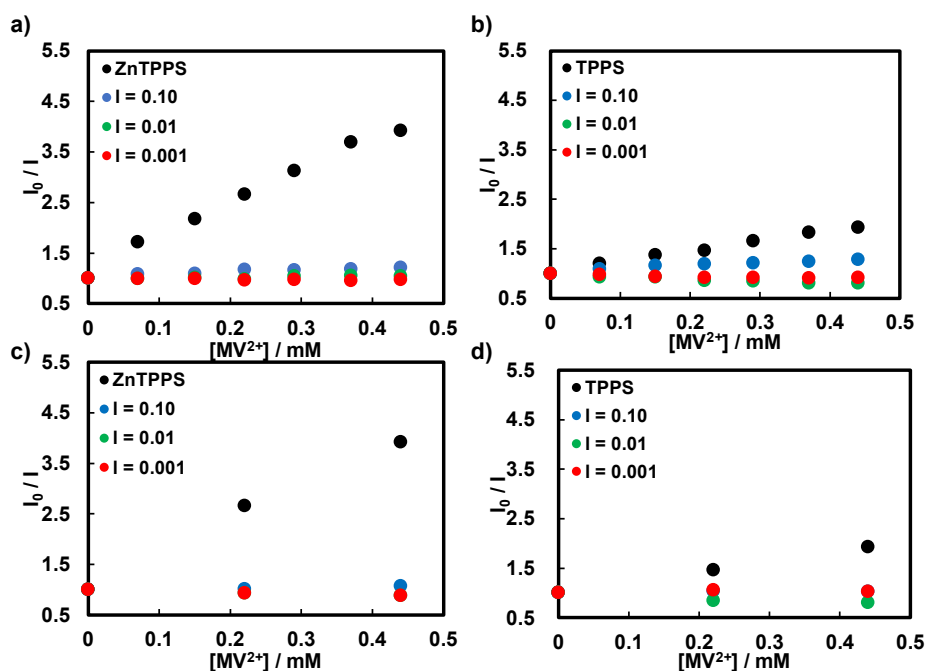 a)
5.5
4.5
3.5
2.5
1.5
0.5
I₀ / I
ZnTPPS
I = 0.10
I = 0.01
I = 0.001
0 0.1 0.2 0.3 0.4 0.5
[MV²⁺] / mM
b)
5.5
4.5
3.5
2.5
1.5
0.5
I₀ / I
TPPS
I = 0.10
I = 0.01
I = 0.001
0 0.1 0.2 0.3 0.4 0.5
[MV²⁺] / mM
c)
5.5
4.5
3.5
2.5
1.5
0.5
I₀ / I
ZnTPPS
I = 0.10
I = 0.01
I = 0.001
0 0.1 0.2 0.3 0.4 0.5
[MV²⁺] / mM
d)
5.5
4.5
3.5
2.5
1.5
0.5
I₀ / I
TPPS
I = 0.10
I = 0.01
I = 0.001
0 0.1 0.2 0.3 0.4 0.5
[MV²⁺] / mM